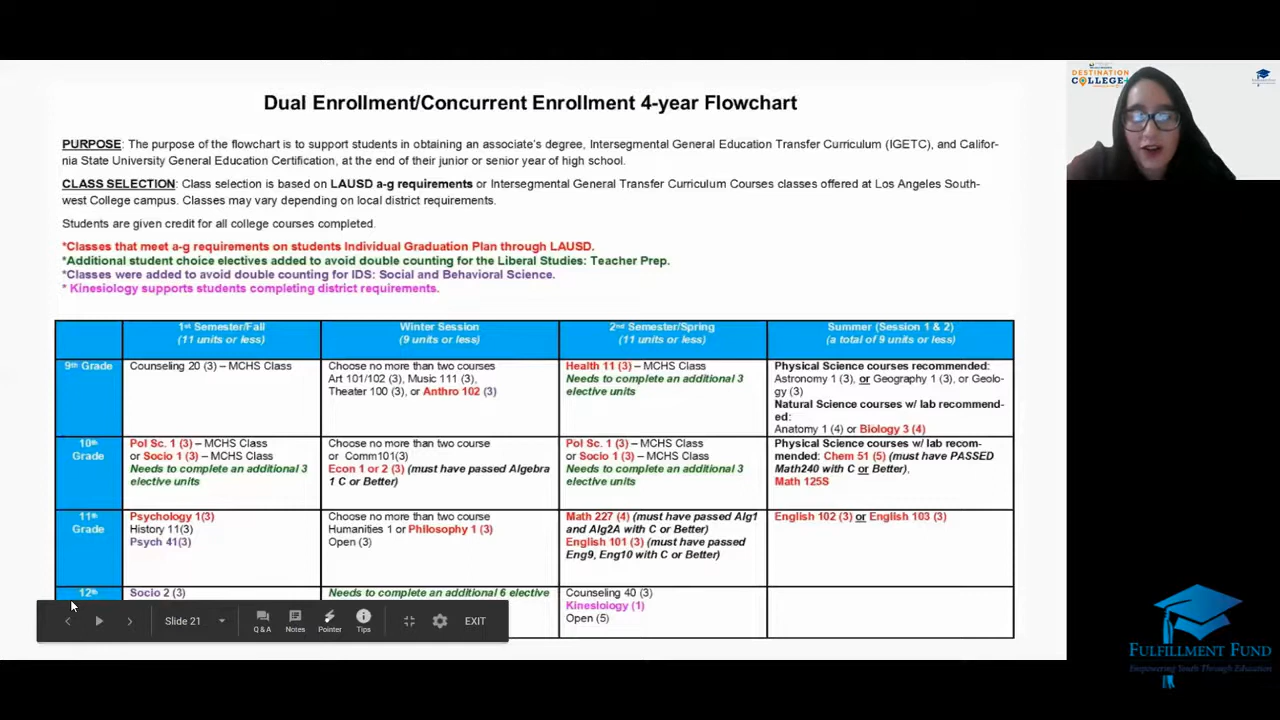 DESTINATION
COLLEGE
Dual Enrollment/Concurrent Enrollment 4-year Flowchart
PURPOSE: The purpose of the flowchart is to support students in obtaining an associate's degree, Intersegmental General Education Transfer Curriculum (IGETC), and Califor-
nia State University General Education Certification, at the end of their junior or senior year of high school.
CLASS SELECTION: Class selection is based on LAUSD a-g requirements or Intersegmental General Transfer Curriculum Courses classes offered at Los Angeles South-
west College campus. Classes may vary depending on local district requirements.
Students are given credit for all college courses completed.
*Classes that meet a-g requirements on students Individual Graduation Plan through LAUSD.
*Additional student choice electives added to avoid double counting for the Liberal Studies: Teacher Prep.
*Classes were added to avoid double counting for IDS: Social and Behavioral Science.
* Kinesiology supports students completing district requirements.
1st Semester/Fall
(11 units or less)
Winter Session
(9 units or less)
2nd Semester/Spring
(11 units or less)
Summer (Session 1 & 2)
(a total of 9 units or less)
9th Grade
Counseling 20 (3) – MCHS Class
Choose no more than two courses
Art 101/102 (3), Music 111 (3),
Theater 100 (3), or Anthro 102 (3)
Health 11 (3) – MCHS Class
Needs to complete an additional 3
elective units
Physical Science courses recommended:
Astronomy 1 (3), or Geography 1 (3), or Geolo-
gy (3)
Natural Science courses w/ lab recommend-
ed:
Anatomy 1 (4) or Biology 3 (4)
10th
Grade
Pol Sc. 1 (3) – MCHS Class
or Socio 1 (3) – MCHS Class
Needs to complete an additional 3
elective units
Choose no more than two course
or Comm101(3)
Econ 1 or 2 (3) (must have passed Algebra
1 C or Better)
Pol Sc. 1 (3) – MCHS Class
or Socio 1 (3) – MCHS Class
Needs to complete an additional 3
elective units
Physical Science courses w/ lab recom-
mended: Chem 51 (5) (must have PASSED
Math240 with C or Better),
Math 125S
11th
Grade
Psychology 1(3)
History 11(3)
Psych 41(3)
Choose no more than two course
Humanities 1 or Philosophy 1 (3)
Open (3)
Math 227 (4) (must have passed Alg1
and Alg2A with C or Better)
English 101 (3) (must have passed
Eng9, Eng10 with C or Better)
English 102 (3) or English 103 (3)
12th
Socio 2 (3)
Needs to complete an additional 6 elective
Counseling 40 (3)
Kinesiology (1)
Open (5)
Slide 21
Q & A
Notes
Pointer
Tips
EXIT
FULFILLMENT FUND
Empowering Youth Through Education